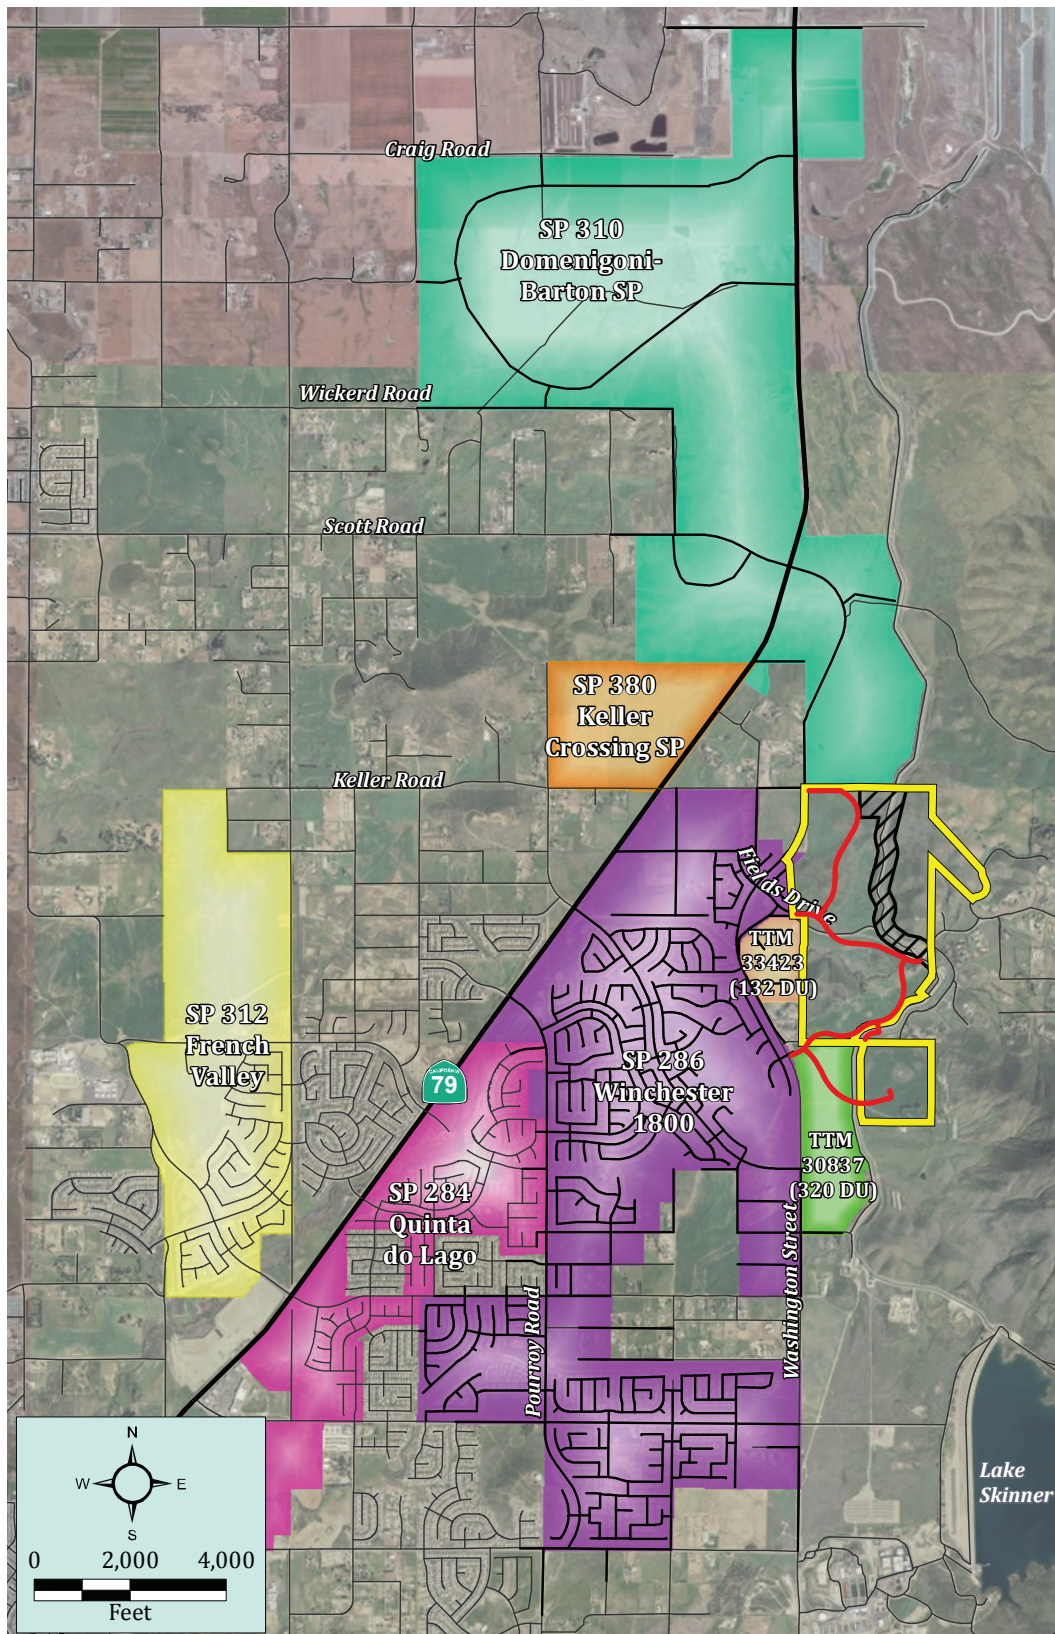 Craig Road
SP 310
Domenigoni-
Barton SP
Wickerd Road
Scott Road
SP 380
Keller
Crossing SP
Keller Road
Fields Drive
TTM
33423
(132 DU)
SP 312
French
Valley
CALIFORNIA
79
SP 286
Winchester
1800
TTM
30837
(320 DU)
SP 284
Quinta
do Lago
Washington Street
Pourroy Road
Lake
Skinner
N
W E
S
0 2,000 4,000
Feet